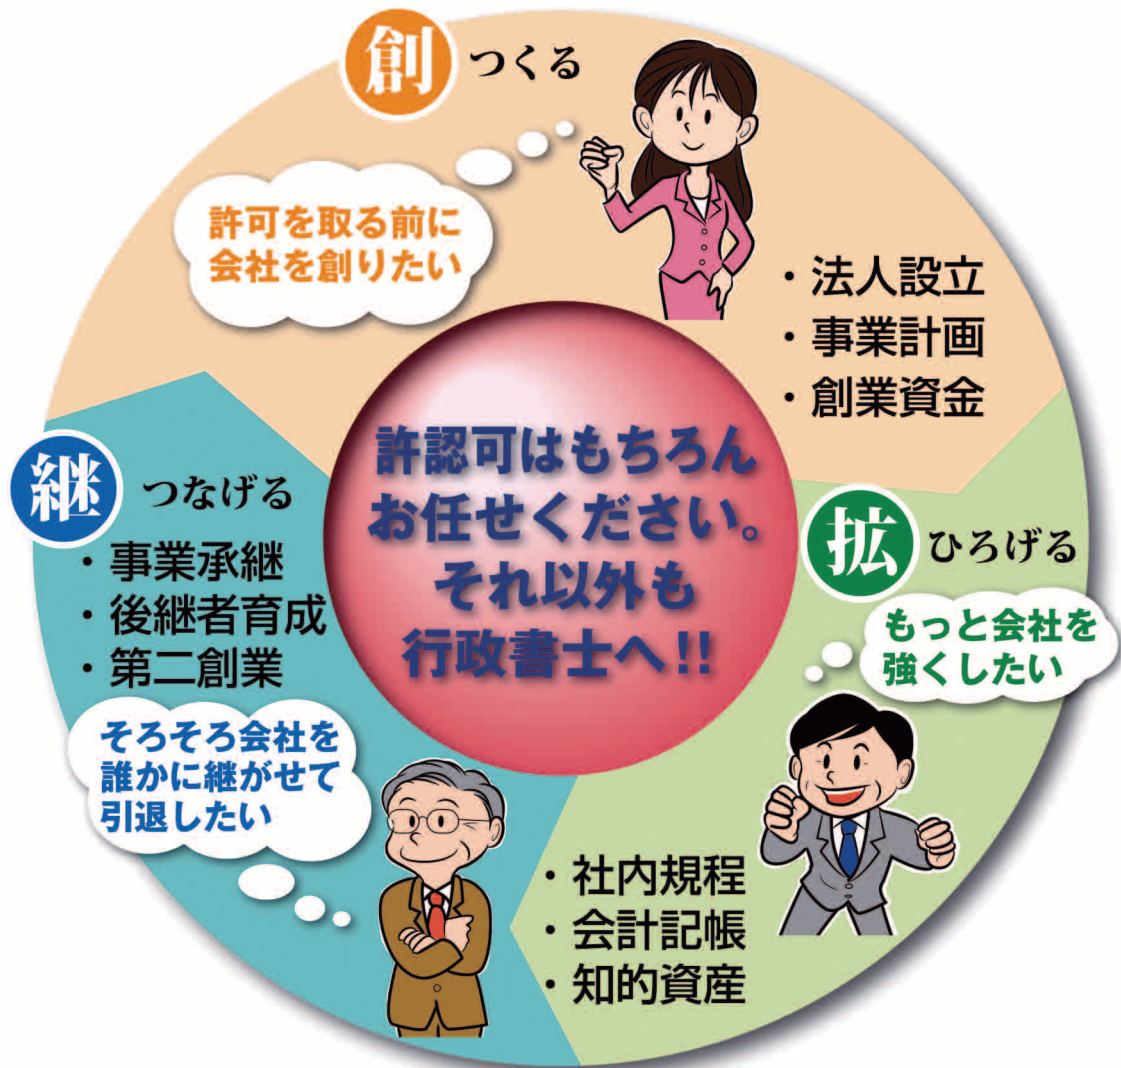 創 つくる
許可を取る前に
会社を創りたい
・法人設立
・事業計画
・創業資金
許認可はもちろん
お任せください。
それ以外も
行政書士へ!!
拡 ひろげる
もっと会社を
強くしたい
・社内規程
・会計記帳
・知的資産
継 つなげる
・事業承継
・後継者育成
・第二創業
そろそろ会社を
誰かに継がせて
引退したい